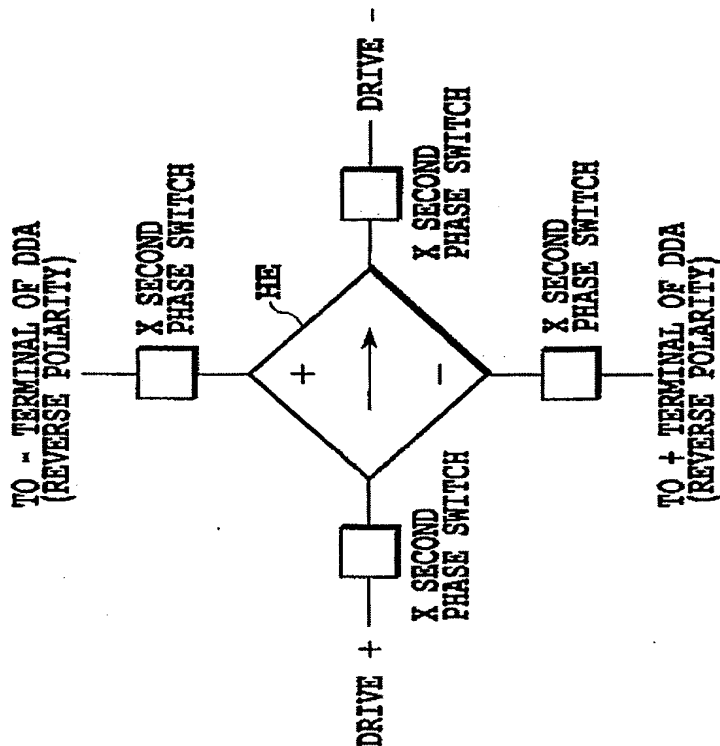 TO - TERMINAL OF DDA
(REVERSE POLARITY)
X SECOND
PHASE SWITCH
HE
+
DRIVE +
DRIVE -
X SECOND
PHASE SWITCH
X SECOND
PHASE SWITCH
-
X SECOND
PHASE SWITCH
TO + TERMINAL OF DDA
(REVERSE POLARITY)